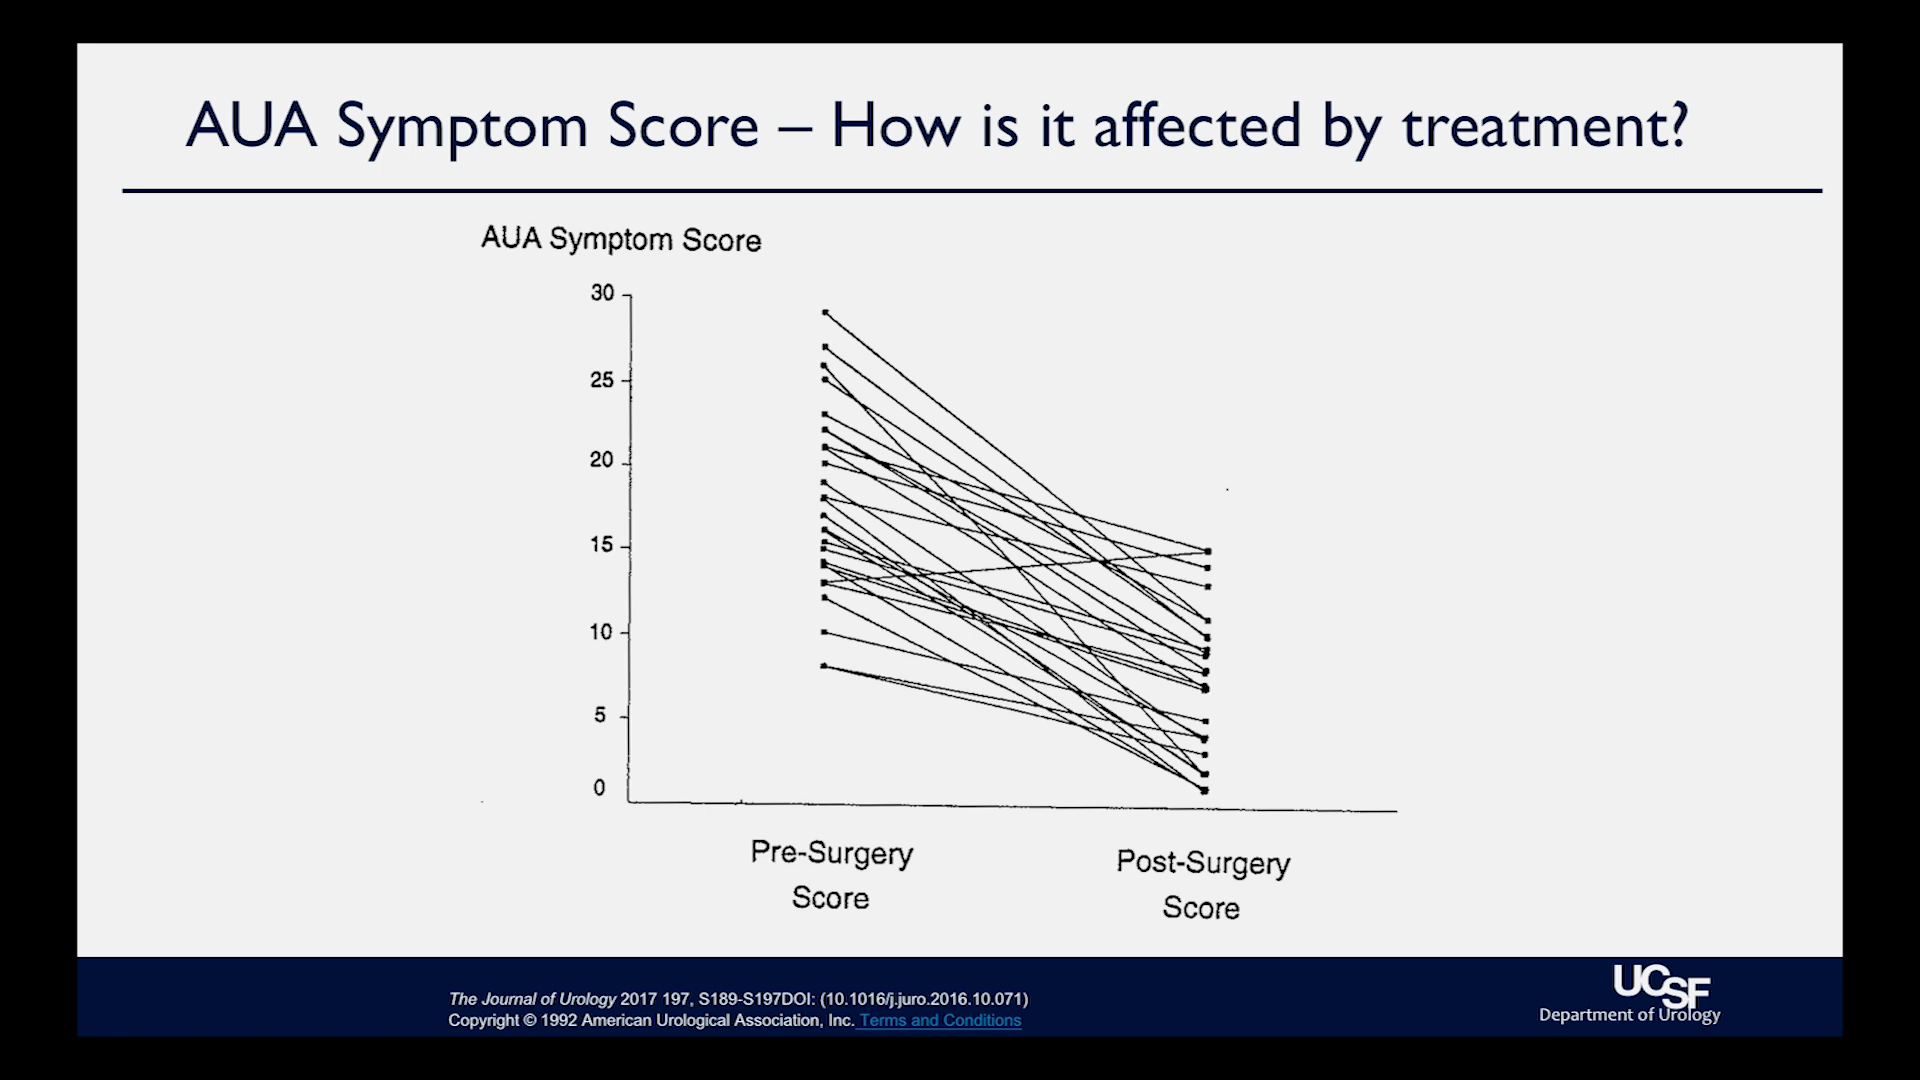 AUA Symptom Score – How is it affected by treatment?
AUA Symptom Score
30
25
20
15
10
5
0
Pre-Surgery
Score
Post-Surgery
Score
The Journal of Urology 2017 197, S189-S197DOI: (10.1016/j.juro.2016.10.071)
Copyright © 1992 American Urological Association, Inc. Terms and Conditions
UCSF
Department of Urology